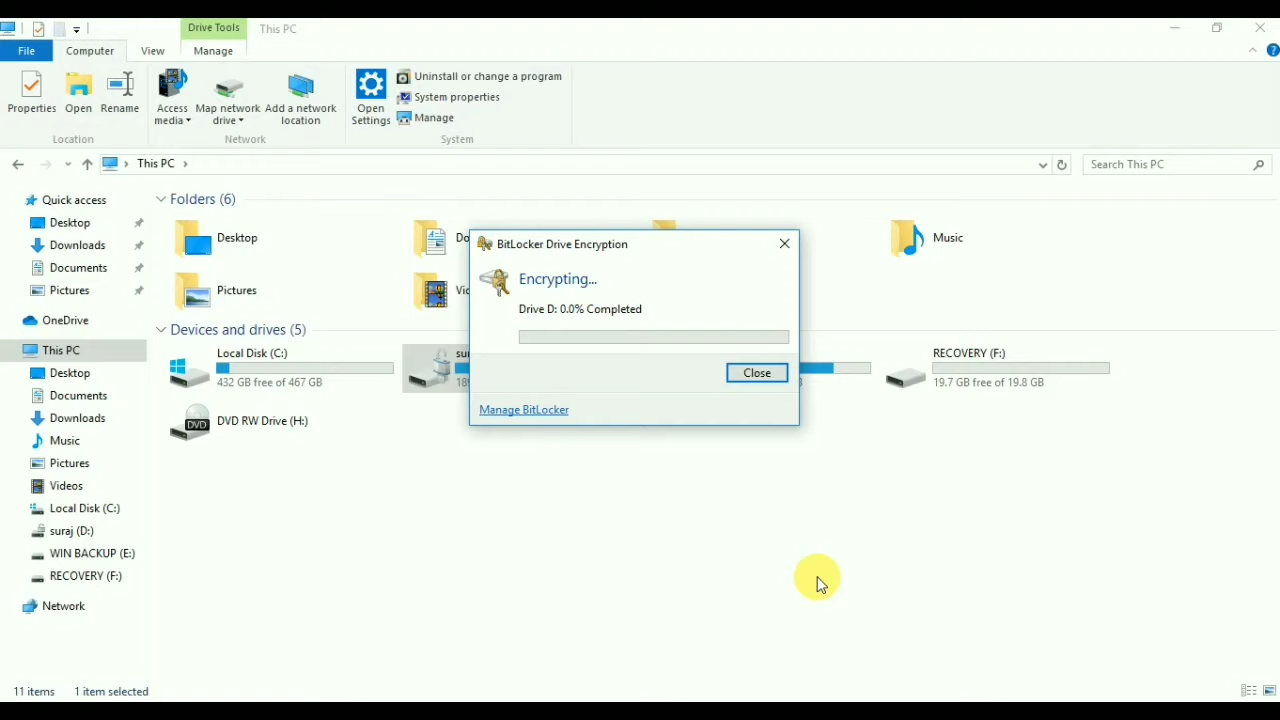 Drive Tools
This PC
File
Computer
View
Manage
Properties
Open
Rename
Access media
Map network drive
Add a network location
Open Settings
Uninstall or change a program
System properties
Manage
Location
Network
System
This PC
Search This PC
Quick access
Desktop
Downloads
Documents
Pictures
OneDrive
This PC
Desktop
Documents
Downloads
Music
Pictures
Videos
Local Disk (C:)
suraj (D:)
WIN BACKUP (E:)
RECOVERY (F:)
Network
Folders (6)
Desktop
Music
Pictures
Devices and drives (5)
Local Disk (C:)
432 GB free of 467 GB
RECOVERY (F:)
19.7 GB free of 19.8 GB
DVD RW Drive (H:)
DVD
BitLocker Drive Encryption
Encrypting...
Drive D: 0.0% Completed
Close
Manage BitLocker
11 items
1 item selected